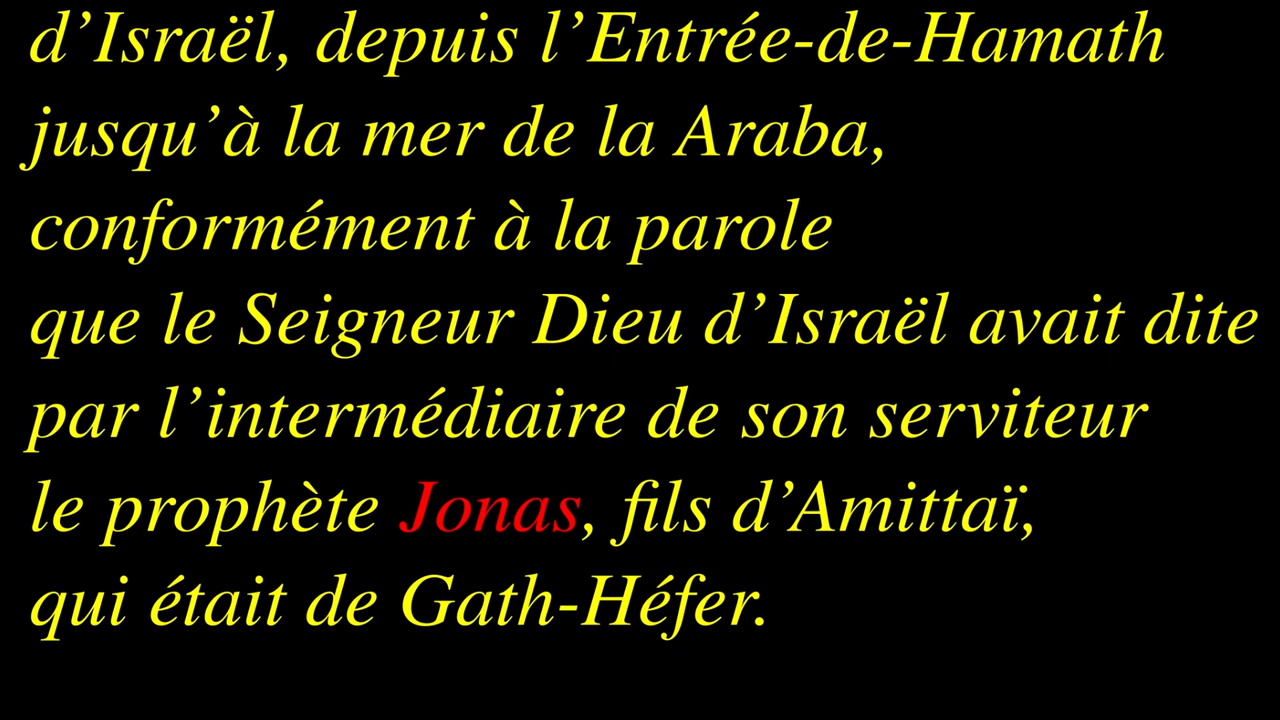 d’Israël, depuis l’Entrée-de-Hamath
jusqu’à la mer de la Araba,
conformément à la parole
que le Seigneur Dieu d’Israël avait dite
par l’intermédiaire de son serviteur
le prophète Jonas, fils d’Amittaï,
qui était de Gath-Héfer.